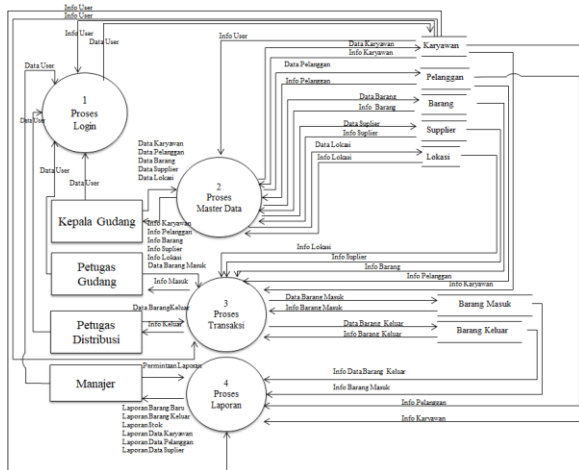 Info User
Info User
Info User
Data User
Data User
Info User
Data Karyawan
Info Karyawan
Karyawan
Data Pelanggan
Info Pelanggan
Pelanggan
Data Barang
Info Barang
Barang
Data Suplier
Info Suplier
Supplier
Data Lokasi
Info Lokasi
Lokasi
1
Proses
Login
Data User
Data User
Data User
Data Karyawan
Data Pelanggan
Data Barang
Data Supplier
Data Lokasi
2
Proses
Master Data
Kepala Gudang
Info Karyawan
Info Pelanggan
Info Barang
Info Suplier
Info Lokasi
Data Barang Masuk
Info Masuk
Petugas
Gudang
Info Lokasi
Info Suplier
Info Barang
Info Pelanggan
Info Karyawan
3
Proses
Transaksi
Data Barang Masuk
Info Barang Masuk
Barang Masuk
Data BarangKeluar
Info Keluar
Petugas
Distribusi
Data Barang Keluar
Info Barang Keluar
Barang Keluar
Manajer
Permintaan Laporan
4
Proses
Laporan
Info Data Barang Keluar
Info Barang Masuk
Info Pelanggan
Info Karyawan
Laporan Barang Baru
Laporan Barang Keluar
Laporan Stok
Laporan Data Karyawan
Laporan Data Pelanggan
Laporan Data Suplier